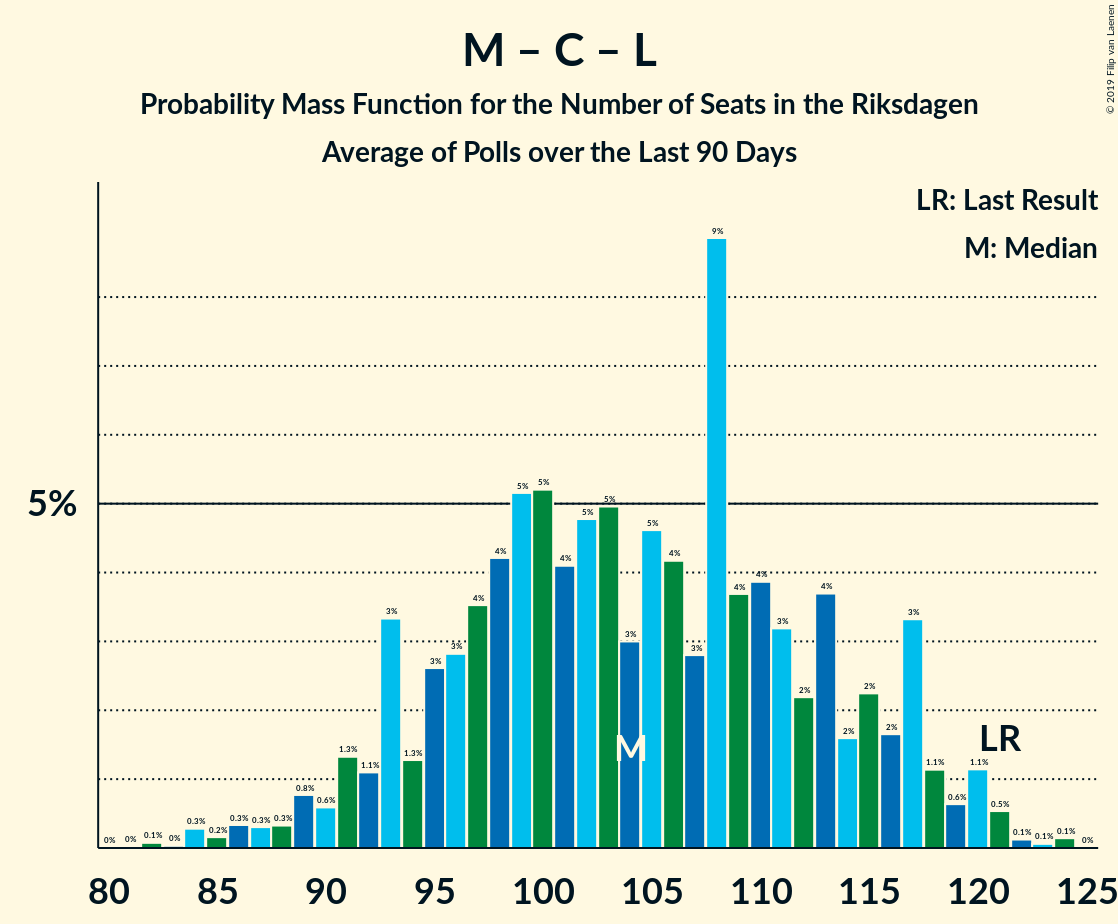 M – C – L
Probability Mass Function for the Number of Seats in the Riksdagen
Average of Polls over the Last 90 Days
© 2019 Filip van Laenen
LR: Last Result
M: Median
5%
0% 0% 0.1% 0% 0.3% 0.2% 0.3% 0.3% 0.3% 0.8% 0.6% 1.3% 1.1% 3% 1.3% 3% 3% 4% 4% 5% 5% 4% 5% 5% 3% 5% 4% 3% 9% 4% 4% 3% 2% 4% 2% 2% 2% 3% 1.1% 0.6% 1.1% 0.5% 0.1% 0.1% 0.1% 0%
M
LR
80 85 90 95 100 105 110 115 120 125